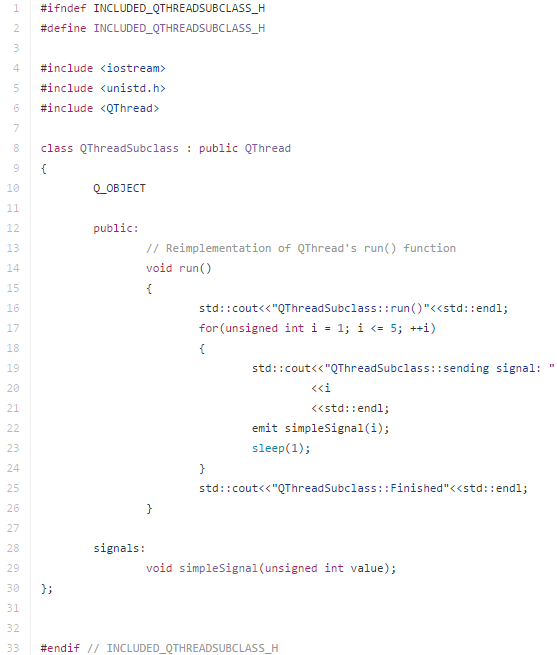 1 #ifndef INCLUDED_QTHREADSUBCLASS_H
2 #define INCLUDED_QTHREADSUBCLASS_H
3
4 #include <iostream>
5 #include <unistd.h>
6 #include <QThread>
7
8 class QThreadSubclass : public QThread
9 {
10         Q_OBJECT
11
12         public:
13                 // Reimplementation of QThread's run() function
14                 void run()
15                 {
16                         std::cout<<"QThreadSubclass::run()"<<std::endl;
17                         for(unsigned int i = 1; i <= 5; ++i)
18                         {
19                                 std::cout<<"QThreadSubclass::sending signal: "
20                                         <<i
21                                         <<std::endl;
22                                 emit simpleSignal(i);
23                                 sleep(1);
24                         }
25                         std::cout<<"QThreadSubclass::Finished"<<std::endl;
26                 }
27
28         signals:
29                 void simpleSignal(unsigned int value);
30 };
31
32
33 #endif // INCLUDED_QTHREADSUBCLASS_H